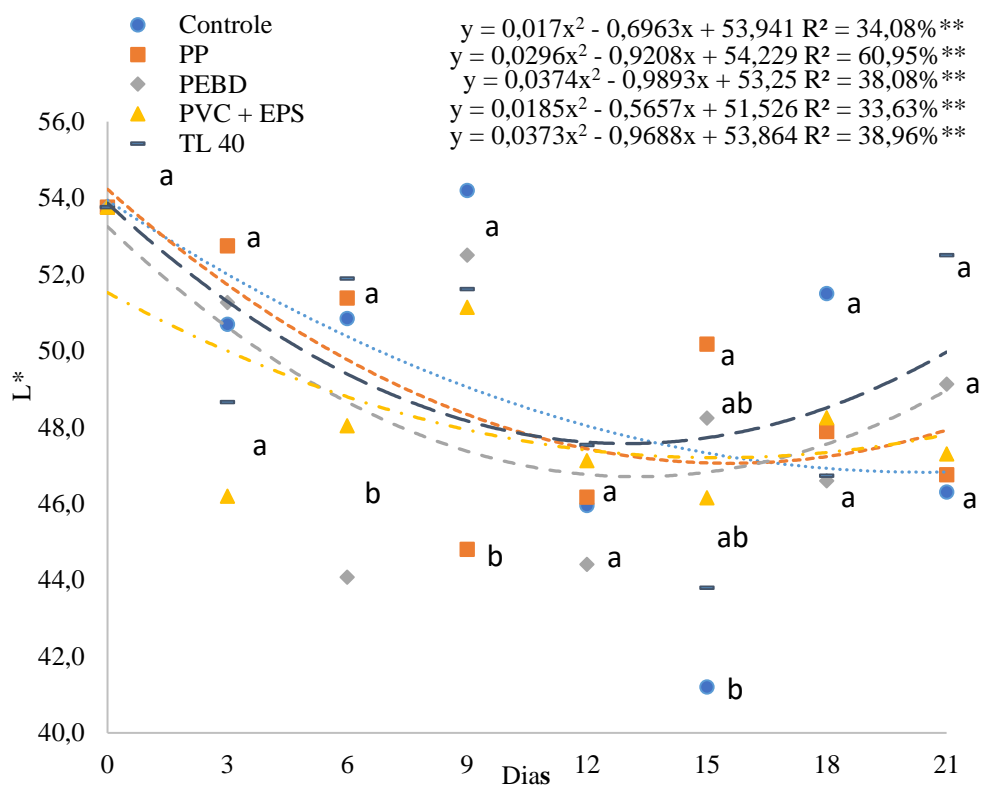 Controle
PP
PEBD
PVC + EPS
TL 40
y = 0,017x² - 0,6963x + 53,941 R² = 34,08%**
y = 0,0296x² - 0,9208x + 54,229 R² = 60,95%**
y = 0,0374x² - 0,9893x + 53,25 R² = 38,08%**
y = 0,0185x² - 0,5657x + 51,526 R² = 33,63%**
y = 0,0373x² - 0,9688x + 53,864 R² = 38,96%**
56,0
54,0
52,0
50,0
48,0
46,0
44,0
42,0
40,0
L*
a
a
a
a
a
a
a
ab
a
a
b
b
a
a
ab
a
a
b
0 3 6 9 12 15 18 21
Dias